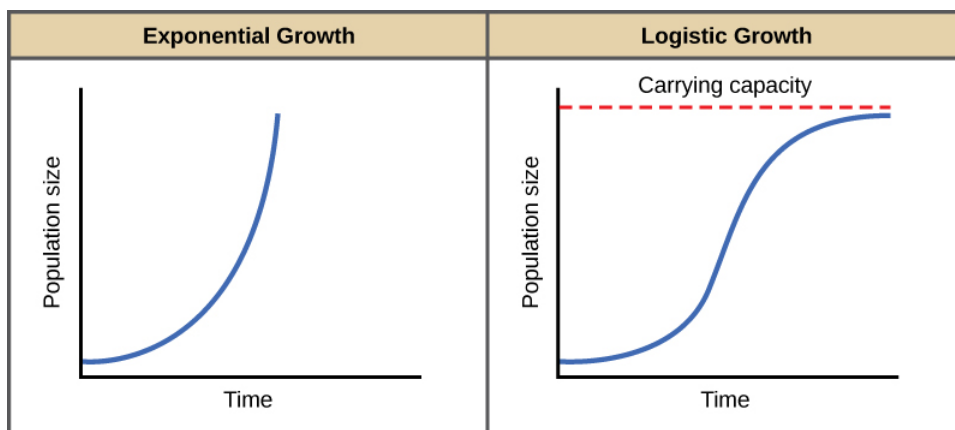 Exponential Growth
Population size
Time
Logistic Growth
Carrying capacity
Population size
Time